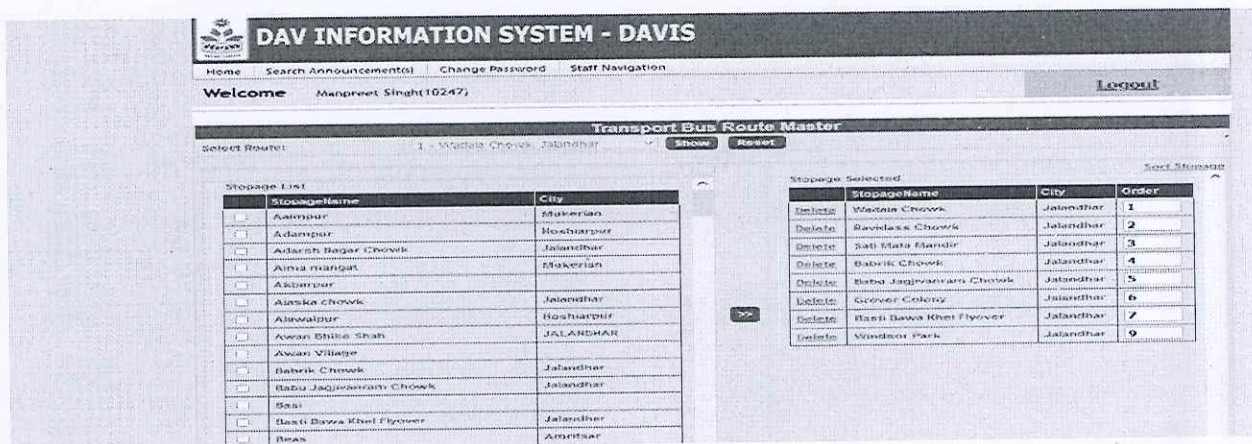 DAV INFORMATION SYSTEM - DAVIS
Home Search Announcement(s) Change Password Staff Navigation
Welcome Manpreet Singh(10247) Logout
Transport Bus Route Master
Select Route: 1 - Wadala Chowk, Jalandhar Show Reset
Sort Stopage
Stopage List
StopageName City
Aalmpur Mukerian
Adampur Hoshiarpur
Adarsh Nagar Chowk Jalandhar
Aima mangat Mukerian
Akbarpur
Alaska chowk Jalandhar
Alawalpur Hoshiarpur
Awan Bhike Shah JALANDHAR
Awan Village
Babrik Chowk Jalandhar
Babu Jagjivanram Chowk Jalandhar
Basi
Basti Bawa Khel Flyover Jalandhar
Beas Amritsar
>>
Stopage Selected
StopageName City Order
Delete Wadala Chowk Jalandhar 1
Delete Ravidass Chowk Jalandhar 2
Delete Sati Mata Mandir Jalandhar 3
Delete Babrik Chowk Jalandhar 4
Delete Babu Jagjivanram Chowk Jalandhar 5
Delete Grover Colony Jalandhar 6
Delete Basti Bawa Khel Flyover Jalandhar 7
Delete Windsor Park Jalandhar 9